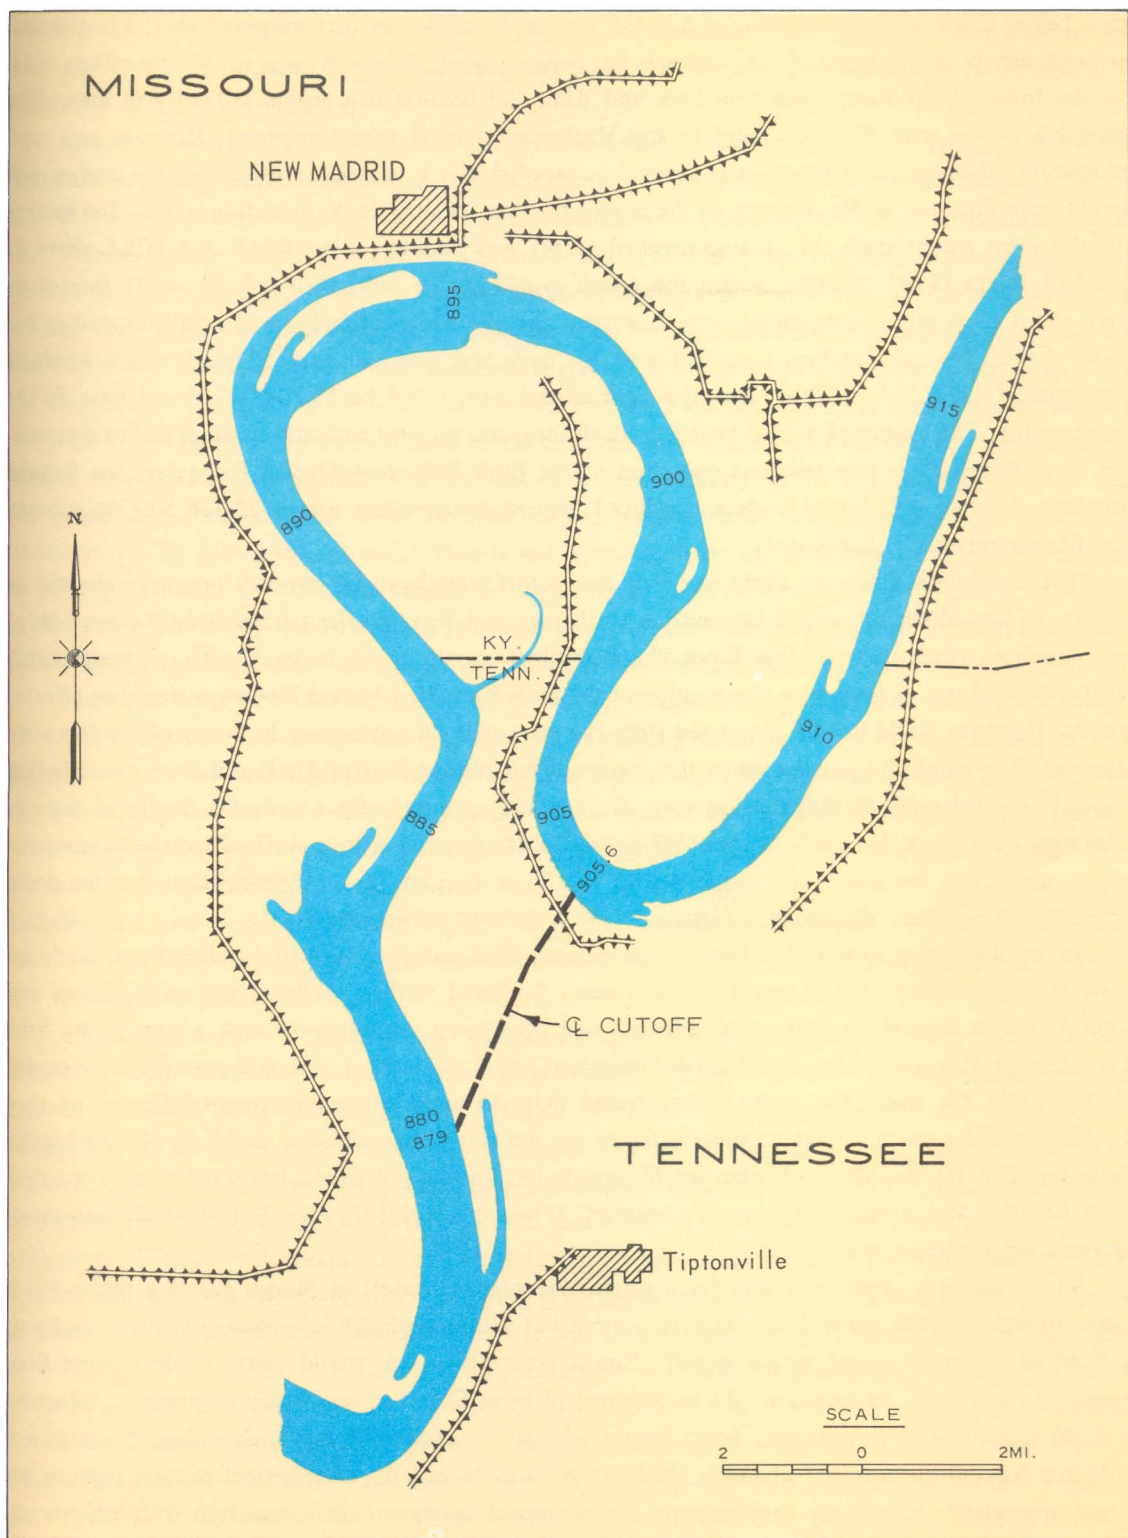 MISSOURI
NEW MADRID
895
915
900
890
N
KY.
TENN.
910
905
885
905.6
℄ CUTOFF
880
879
TENNESSEE
Tiptonville
SCALE
2 0 2MI.